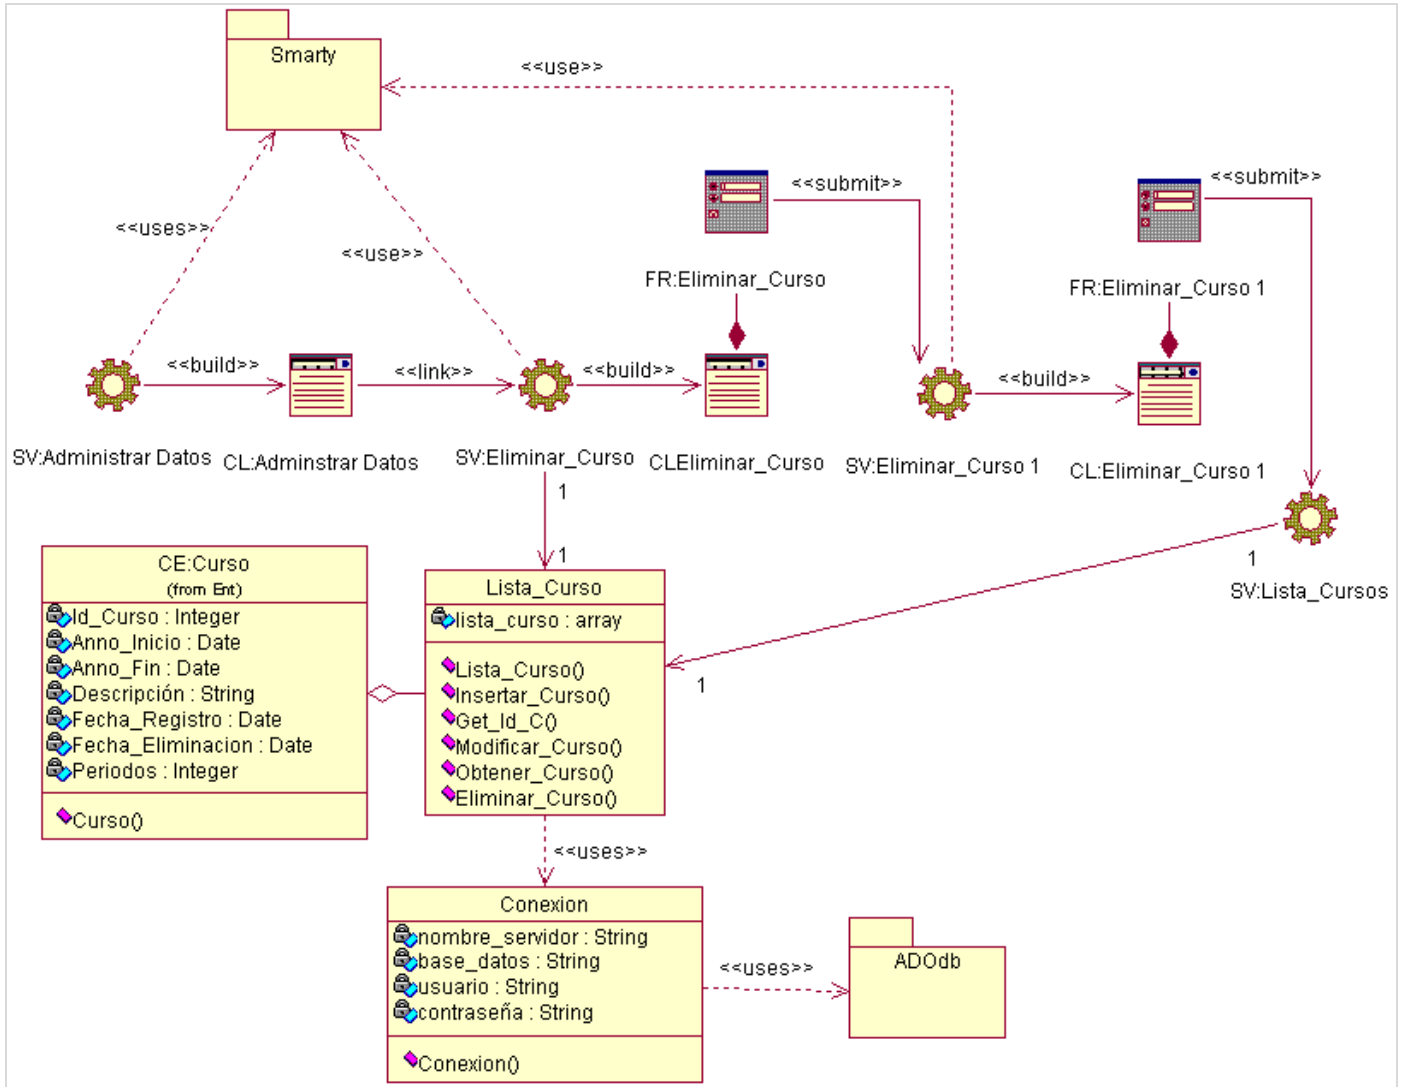 Smarty
<<use>>
<<submit>>
<<submit>>
<<uses>>
<<use>>
FR:Eliminar_Curso
FR:Eliminar_Curso 1
<<build>>
<<link>>
<<build>>
<<build>>
SV:Administrar Datos
CL:Adminstrar Datos
SV:Eliminar_Curso
CLEliminar_Curso
SV:Eliminar_Curso 1
CL:Eliminar_Curso 1
1
1
1
SV:Lista_Cursos
1
CE:Curso
(from Ent)
Id_Curso : Integer
Anno_Inicio : Date
Anno_Fin : Date
Descripción : String
Fecha_Registro : Date
Fecha_Eliminacion : Date
Periodos : Integer
Curso()
Lista_Curso
lista_curso : array
Lista_Curso()
Insertar_Curso()
Get_Id_C()
Modificar_Curso()
Obtener_Curso()
Eliminar_Curso()
<<uses>>
Conexion
nombre_servidor : String
base_datos : String
usuario : String
contraseña : String
Conexion()
<<uses>>
ADOdb